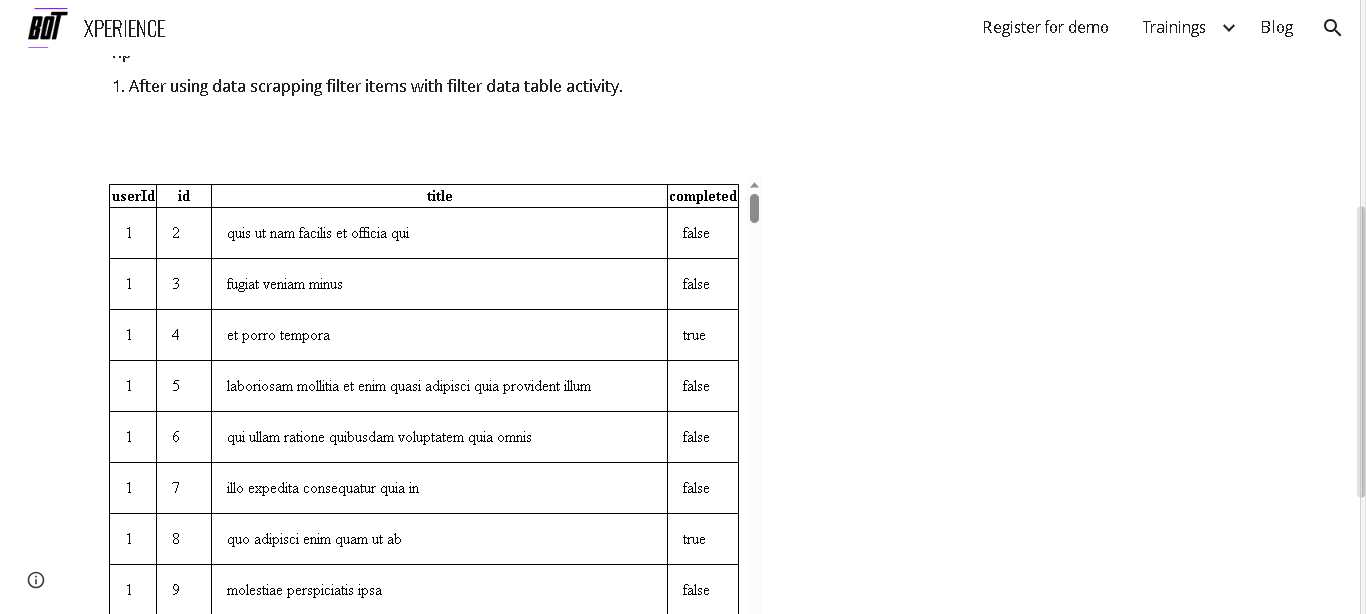 BOT XPERIENCE Register for demo Trainings Blog
1. After using data scrapping filter items with filter data table activity.
userId id title completed
1 2 quis ut nam facilis et officia qui false
1 3 fugiat veniam minus false
1 4 et porro tempora true
1 5 laboriosam mollitia et enim quasi adipisci quia provident illum false
1 6 qui ullam ratione quibusdam voluptatem quia omnis false
1 7 illo expedita consequatur quia in false
1 8 quo adipisci enim quam ut ab true
1 9 molestiae perspiciatis ipsa false